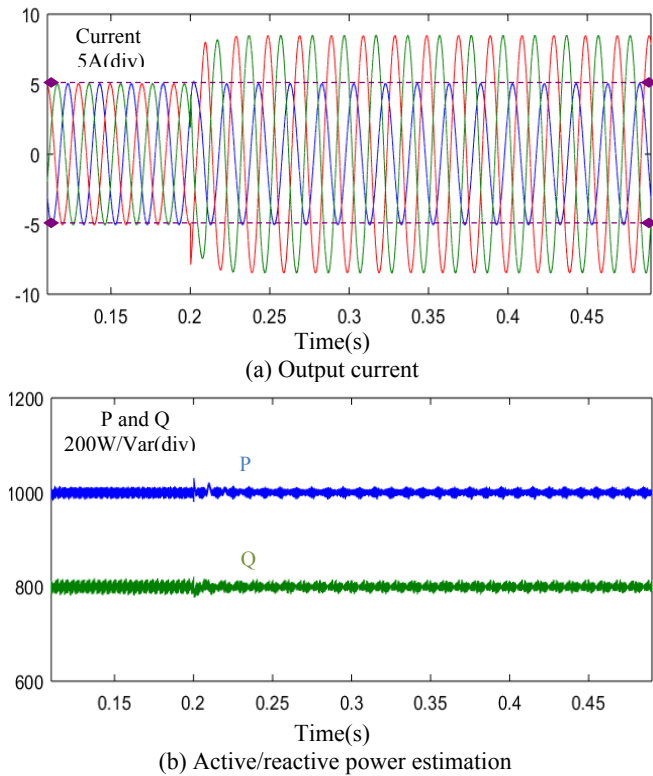 10
Current
5A(div)
5
0
-5
-10
0.15
0.2
0.25
0.3
0.35
0.4
0.45
Time(s)
(a) Output current
1200
P and Q
200W/Var(div)
P
1000
Q
800
600
0.15
0.2
0.25
0.3
0.35
0.4
0.45
Time(s)
(b) Active/reactive power estimation